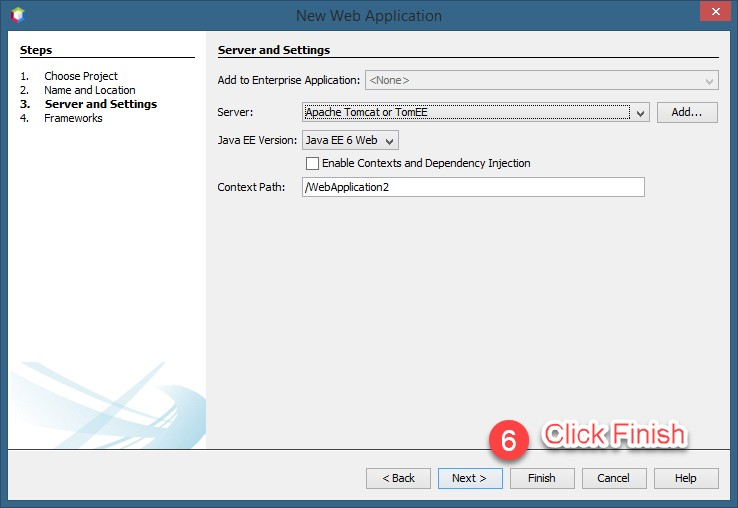 New Web Application
Steps
1. Choose Project
2. Name and Location
3. Server and Settings
4. Frameworks
Server and Settings
Add to Enterprise Application: <None>
Server: Apache Tomcat or TomEE Add...
Java EE Version: Java EE 6 Web
Enable Contexts and Dependency Injection
Context Path: /WebApplication2
6 Click Finish
< Back Next > Finish Cancel Help